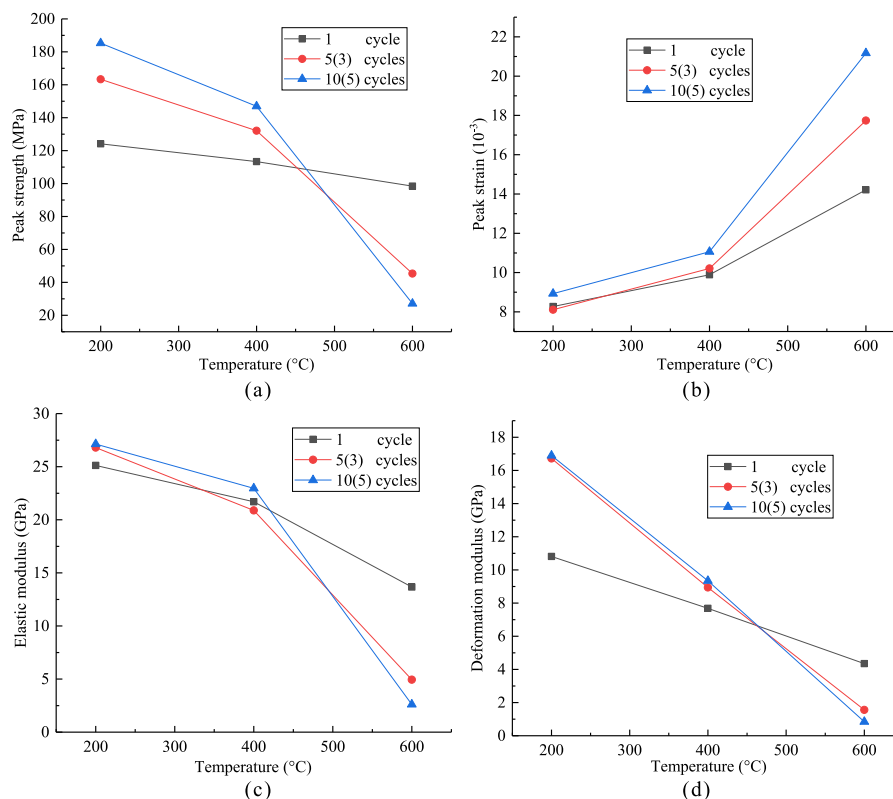 200
180
160
140
120
100
80
60
40
20
Peak strength (MPa)
1 cycle
5(3) cycles
10(5) cycles
200 300 400 500 600
Temperature (°C)
(a)
22
20
18
16
14
12
10
8
Peak strain (10⁻³)
1 cycle
5(3) cycles
10(5) cycles
200 300 400 500 600
Temperature (°C)
(b)
30
25
20
15
10
5
0
Elastic modulus (GPa)
1 cycle
5(3) cycles
10(5) cycles
200 300 400 500 600
Temperature (°C)
(c)
18
16
14
12
10
8
6
4
2
0
Deformation modulus (GPa)
1 cycle
5(3) cycles
10(5) cycles
200 300 400 500 600
Temperature (°C)
(d)